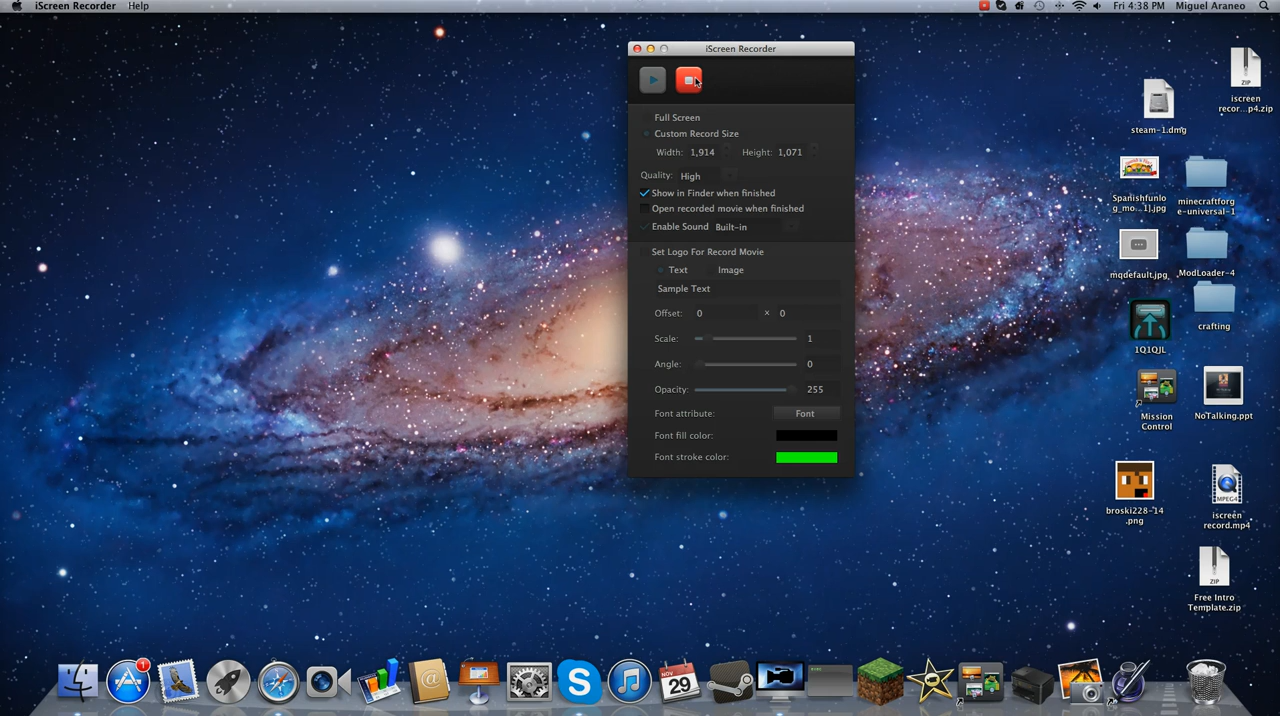 iScreen Recorder Help
Fri 4:38 PM Miguel Araneo
iScreen Recorder
Full Screen
Custom Record Size
Width: 1,914 Height: 1,071
Quality: High
Show in Finder when finished
Open recorded movie when finished
Enable Sound Built-in
Set Logo For Record Movie
Text Image
Sample Text
Offset: 0 × 0
Scale: 1
Angle: 0
Opacity: 255
Font attribute: Font
Font fill color:
Font stroke color:
ZIP
iscreen
recor...p4.zip
steam-1.dmg
Spanishfunlo
g_mo...1].jpg
minecraftforg
e-universal-1
mqdefault.jpg
ModLoader-4
crafting
1Q1QJL
Mission
Control
NoTalking.ppt
broski228-14
.png
MPEG4
iscreen
record.mp4
ZIP
Free Intro
Template.zip
1
NOV
29